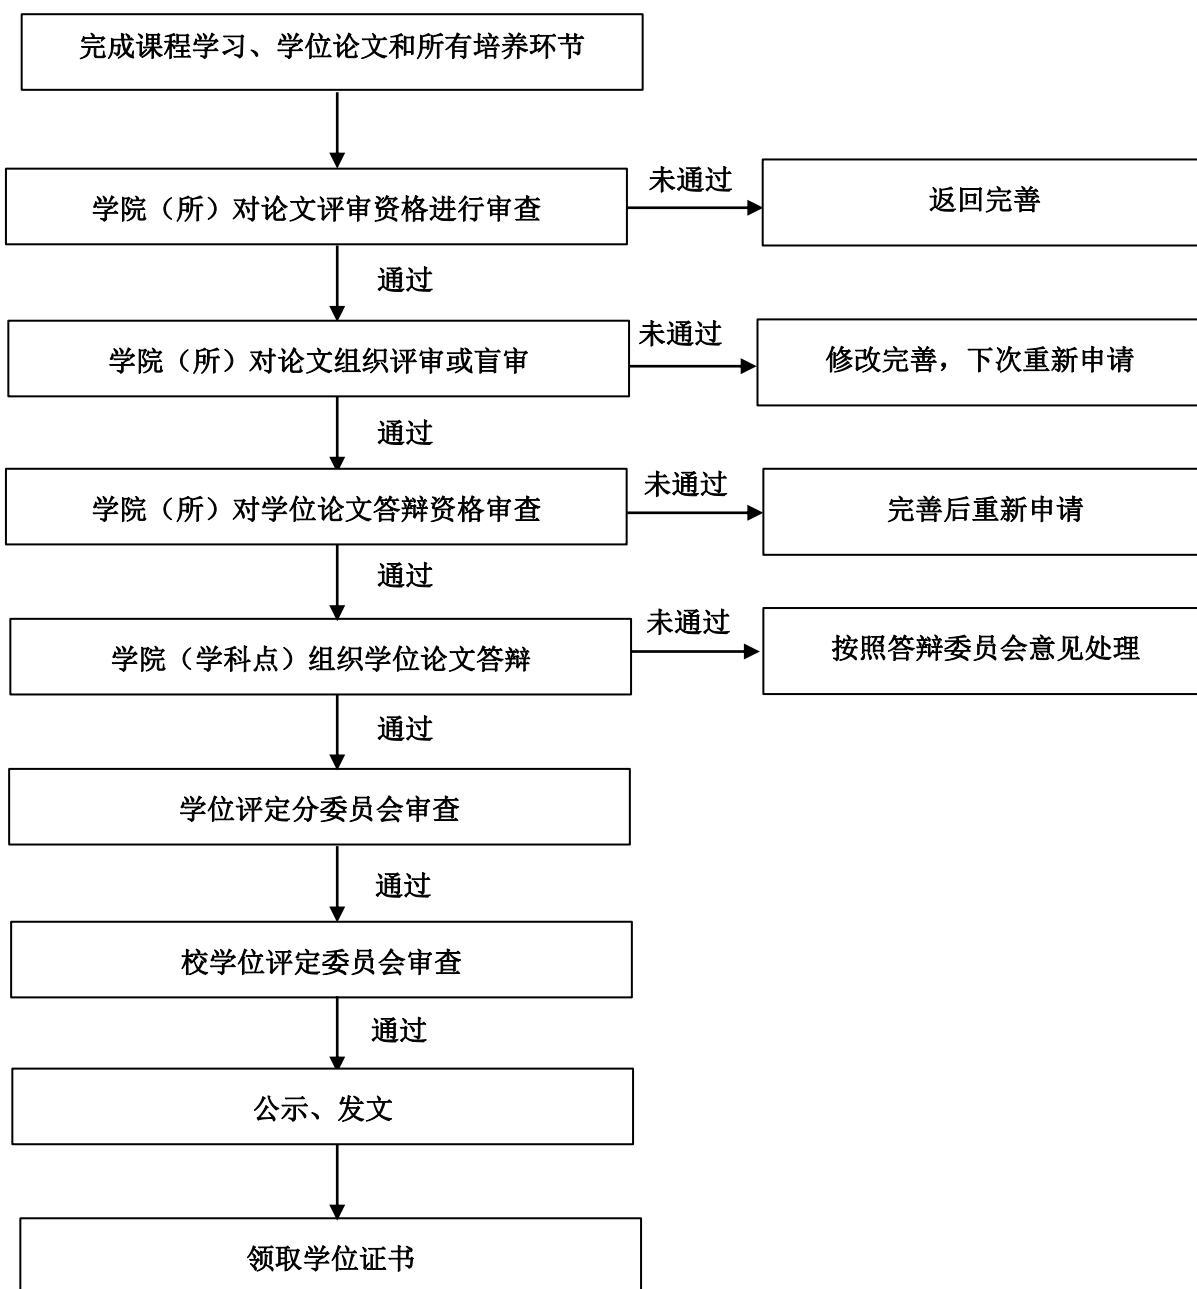 完成课程学习、学位论文和所有培养环节
学院（所）对论文评审资格进行审查
未通过
返回完善
通过
学院（所）对论文组织评审或盲审
未通过
修改完善，下次重新申请
通过
学院（所）对学位论文答辩资格审查
未通过
完善后重新申请
通过
学院（学科点）组织学位论文答辩
未通过
按照答辩委员会意见处理
通过
学位评定分委员会审查
通过
校学位评定委员会审查
通过
公示、发文
领取学位证书